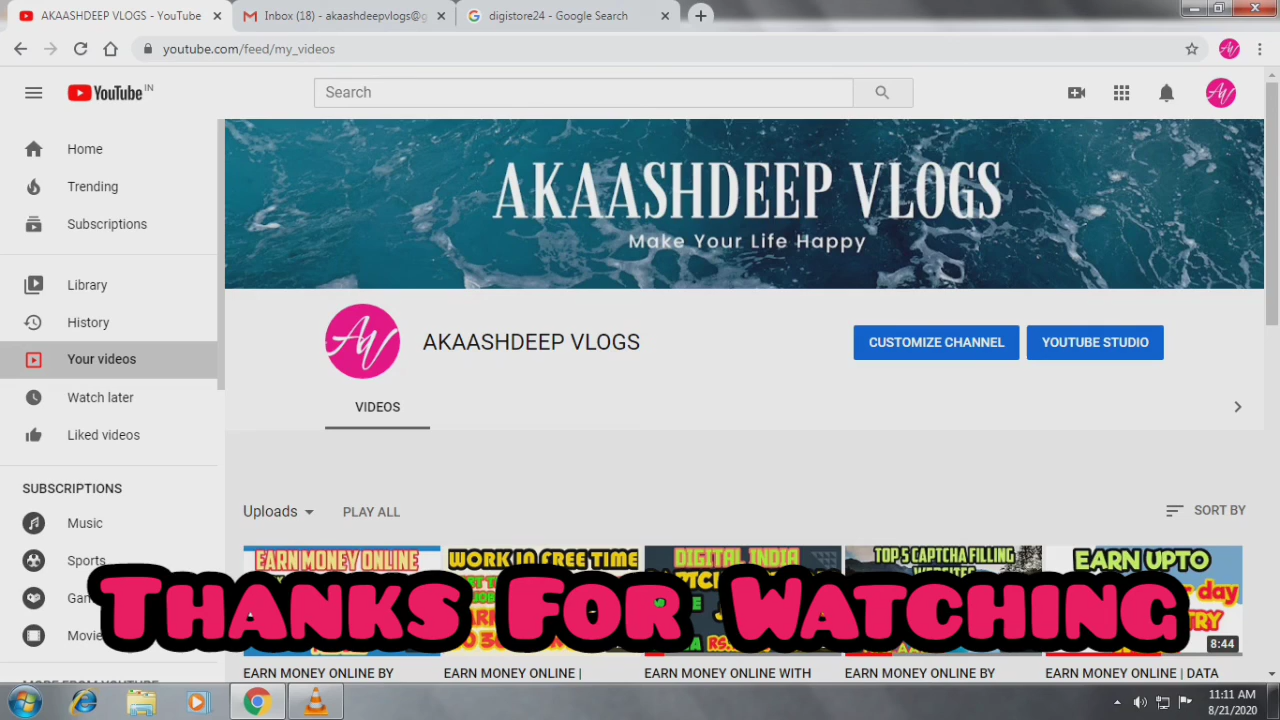 AKAASHDEEP VLOGS - YouTube
Inbox (18) - akaashdeepvlogs@g
digistore24 - Google Search
youtube.com/feed/my_videos
YouTube IN
Search
Home
Trending
Subscriptions
Library
History
Your videos
Watch later
Liked videos
SUBSCRIPTIONS
Music
Sports
AKAASHDEEP VLOGS
Make Your Life Happy
AKAASHDEEP VLOGS
CUSTOMIZE CHANNEL
YOUTUBE STUDIO
VIDEOS
Uploads
PLAY ALL
SORT BY
EARN MONEY ONLINE
WORK IN FREE TIME
DIGITAL INDIA
TOP 5 CAPTCHA FILLING
WEBSITES
EARN UPTO
day
8:44
THANKS FOR WATCHING
EARN MONEY ONLINE BY
EARN MONEY ONLINE |
EARN MONEY ONLINE WITH
EARN MONEY ONLINE BY
EARN MONEY ONLINE | DATA
11:11 AM
8/21/2020